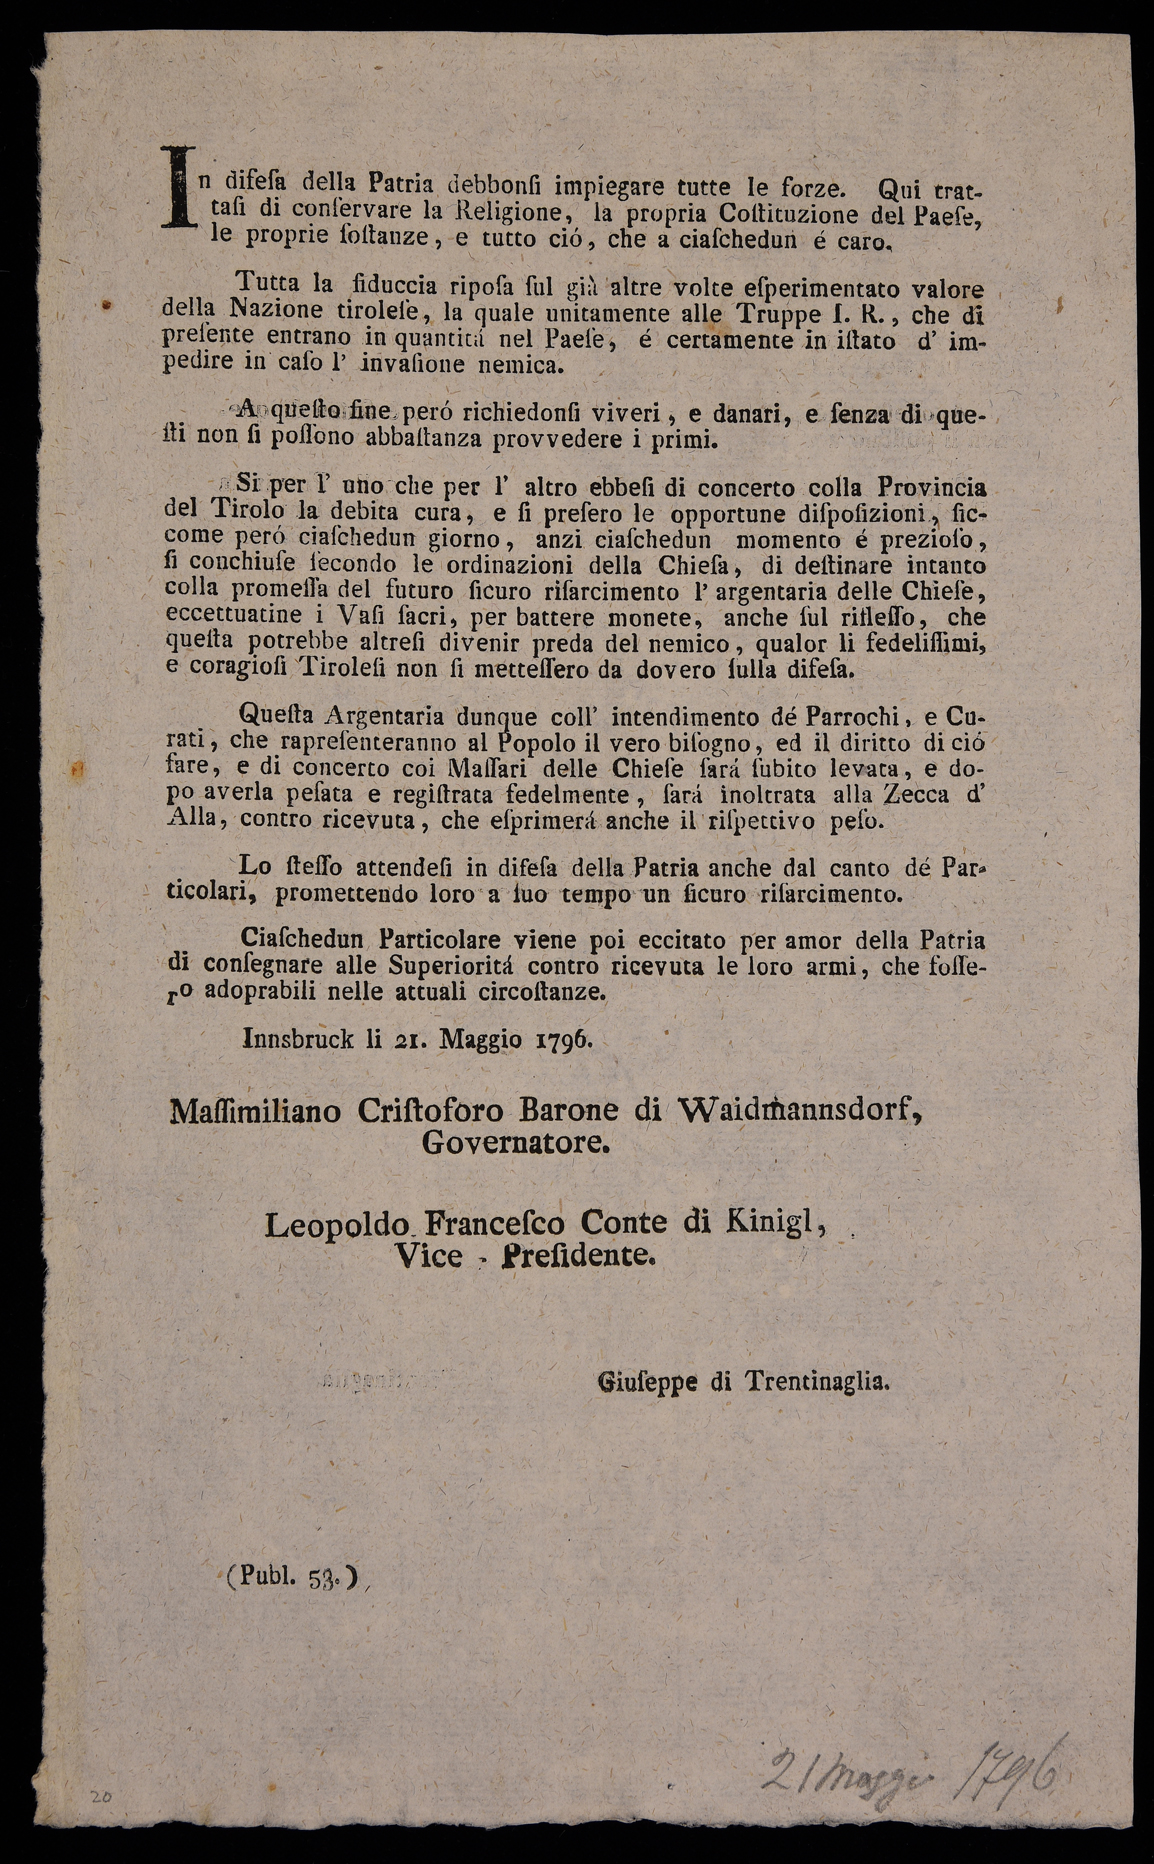 In difeſa della Patria debbonſi impiegare tutte le forze. Qui trat-
taſi di conſervare la Religione, la propria Coſtituzione del Paeſe,
le proprie ſoſtanze, e tutto ció, che a ciaſchedun é caro.
Tutta la fiduccia ripoſa ſul già altre volte eſperimentato valore
della Nazione tiroleſe, la quale unitamente alle Truppe I. R., che di
preſente entrano in quantitá nel Paeſe, é certamente in iſtato d' im-
pedire in caſo l' invaſione nemica.
A queſto fine peró richiedonſi viveri, e danari, e ſenza di que-
ſti non ſi poſſono abbaſtanza provvedere i primi.
Si per l' uno che per l' altro ebbeſi di concerto colla Provincia
del Tirolo la debita cura, e ſi preſero le opportune diſpoſizioni, ſic-
come peró ciaſchedun giorno, anzi ciaſchedun momento é prezioſo,
ſi conchiuſe ſecondo le ordinazioni della Chieſa, di deſtinare intanto
colla promeſſa del futuro ſicuro riſarcimento l' argentaria delle Chieſe,
eccettuatine i Vaſi ſacri, per battere monete, anche ſul rifleſſo, che
queſta potrebbe altreſi divenir preda del nemico, qualor li fedeliſſimi,
e coragioſi Tiroleſi non ſi metteſſero da dovero ſulla difeſa.
Queſta Argentaria dunque coll' intendimento dé Parrochi, e Cu-
rati, che rapreſenteranno al Popolo il vero biſogno, ed il diritto di ció
fare, e di concerto coi Maſſari delle Chieſe ſará ſubito levata, e do-
po averla peſata e regiſtrata fedelmente, ſará inoltrata alla Zecca d'
Alla, contro ricevuta, che eſprimerá anche il riſpettivo peſo.
Lo ſteſſo attendeſi in difeſa della Patria anche dal canto dé Par-
ticolari, promettendo loro a ſuo tempo un ſicuro riſarcimento.
Ciaſchedun Particolare viene poi eccitato per amor della Patria
di conſegnare alle Superioritá contro ricevuta le loro armi, che foſſe-
ro adoprabili nelle attuali circoſtanze.
Innsbruck li 21. Maggio 1796.
Maſſimiliano Criſtoforo Barone di Waidmannsdorf,
Governatore.
Leopoldo Franceſco Conte di Kinigl,
Vice - Preſidente.
Giuſeppe di Trentinaglia.
(Publ. 53.)
21 Maggio 1796
20